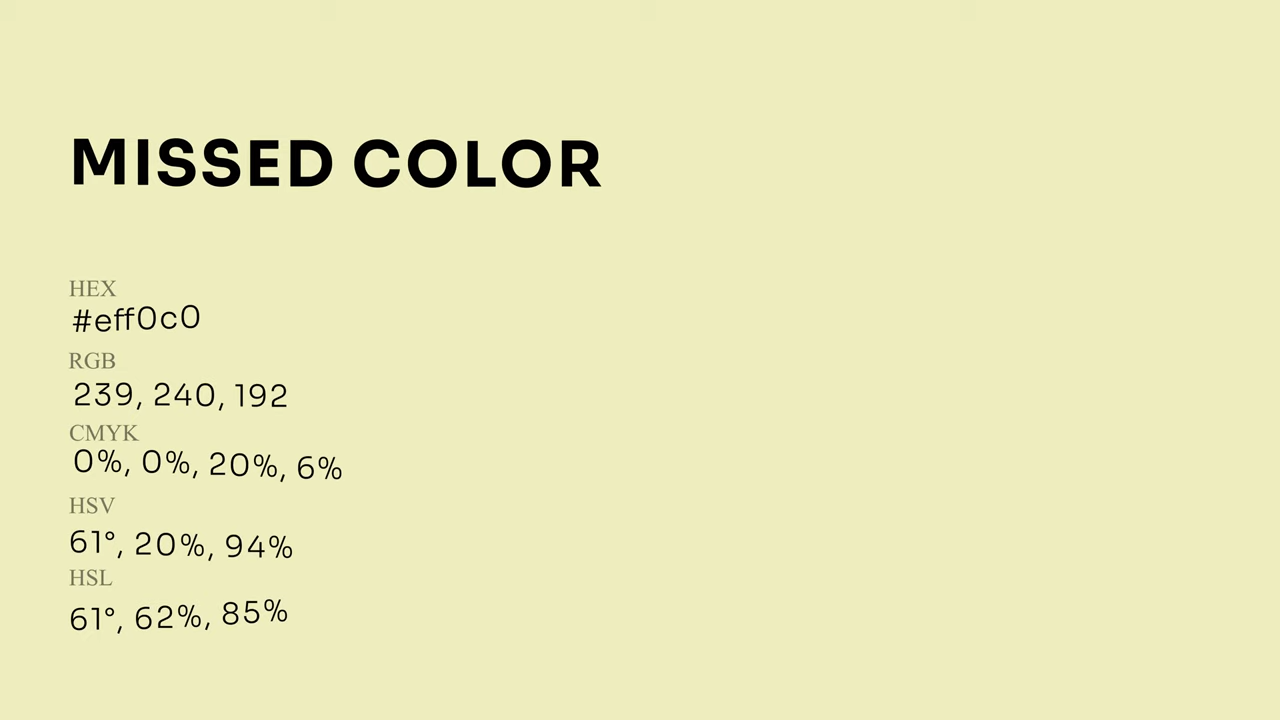 MISSED COLOR
HEX
#eff0c0
RGB
239, 240, 192
CMYK
0%, 0%, 20%, 6%
HSV
61°, 20%, 94%
HSL
61°, 62%, 85%